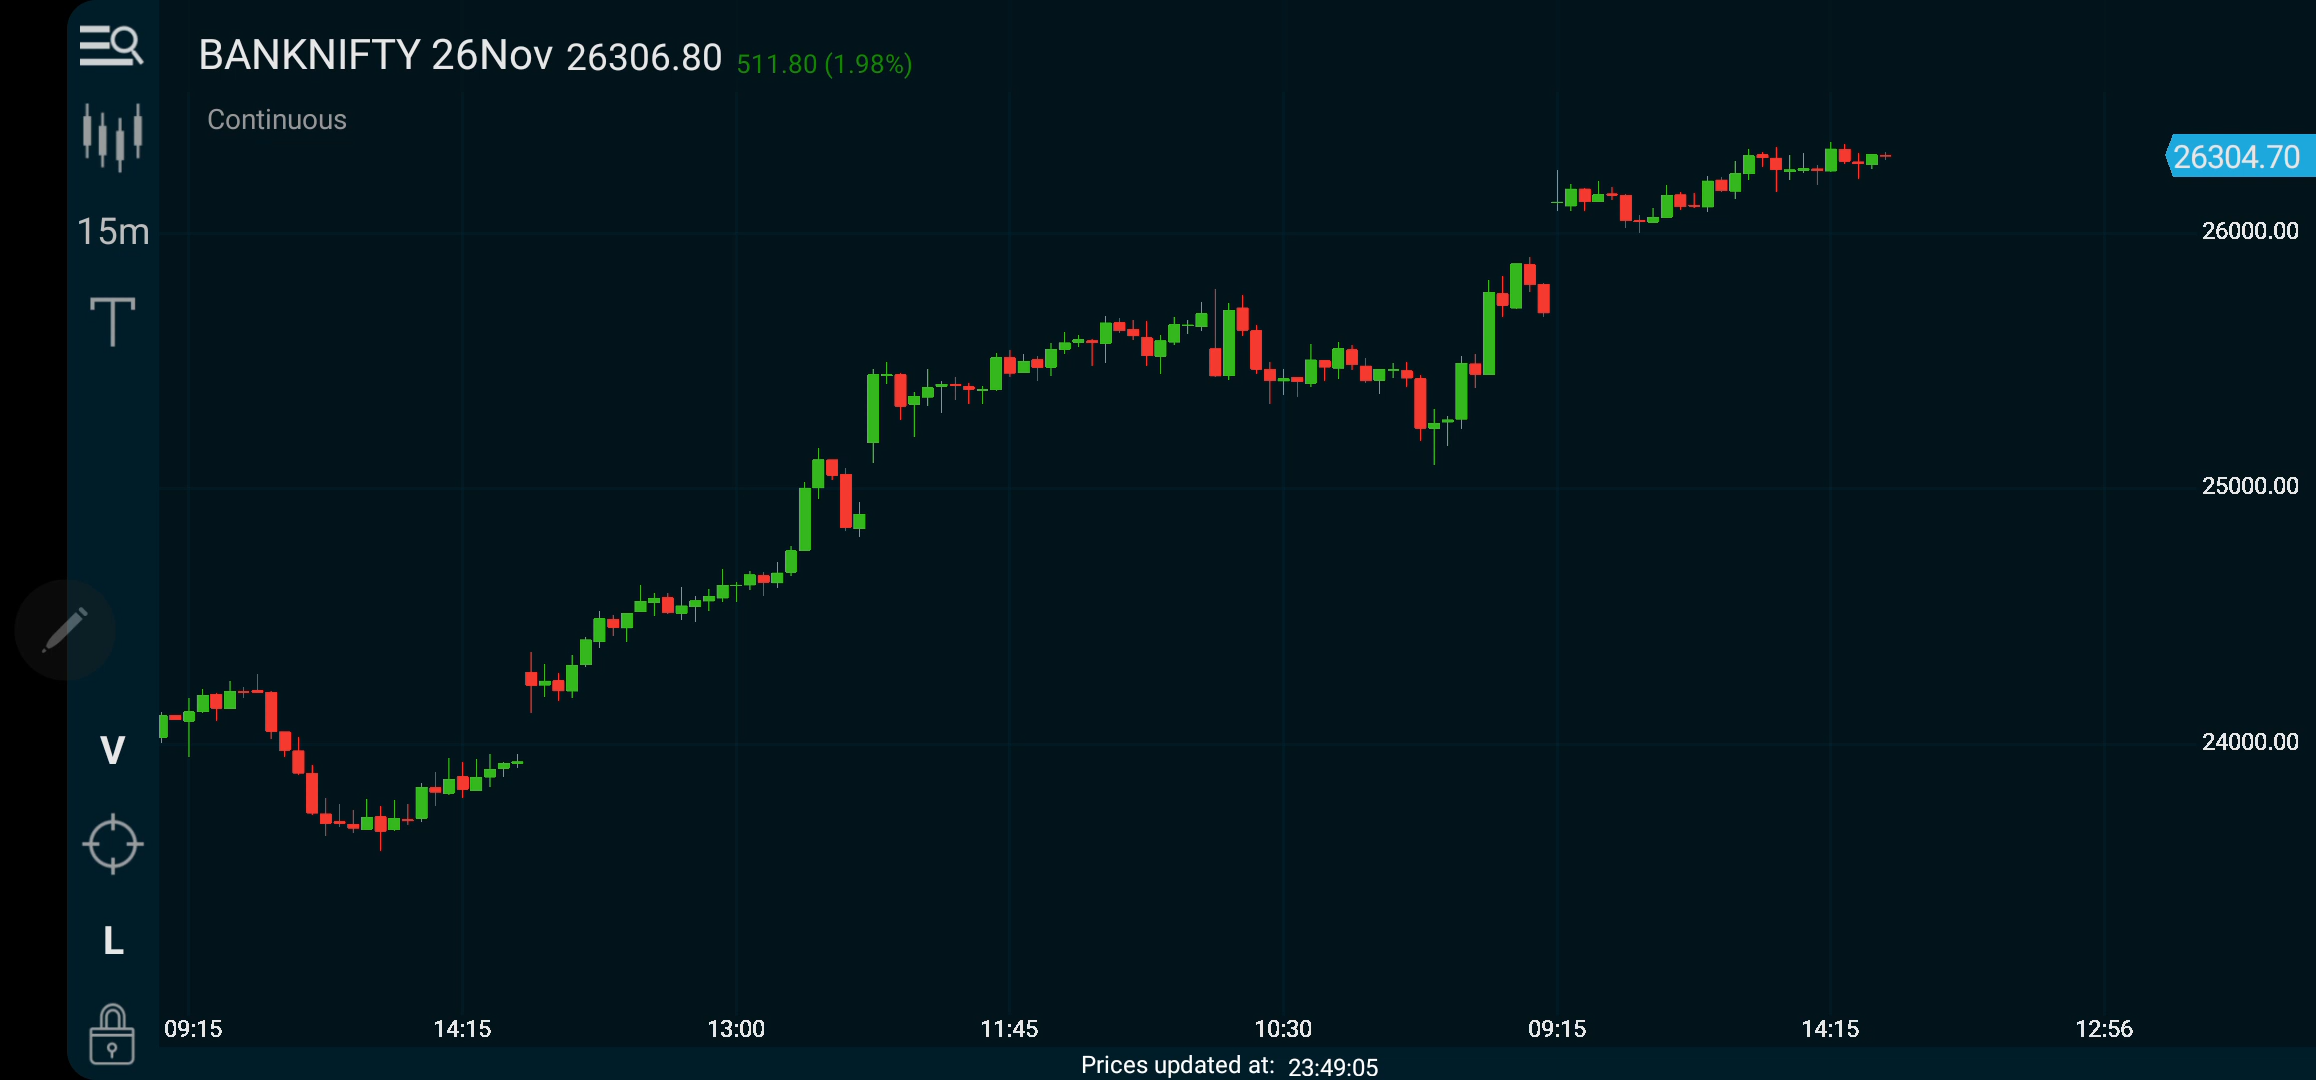 BANKNIFTY 26Nov 26306.80 511.80 (1.98%)
Continuous
26304.70
15m
26000.00
T
25000.00
24000.00
V
L
09:15 14:15 13:00 11:45 10:30 09:15 14:15 12:56
Prices updated at: 23:49:05